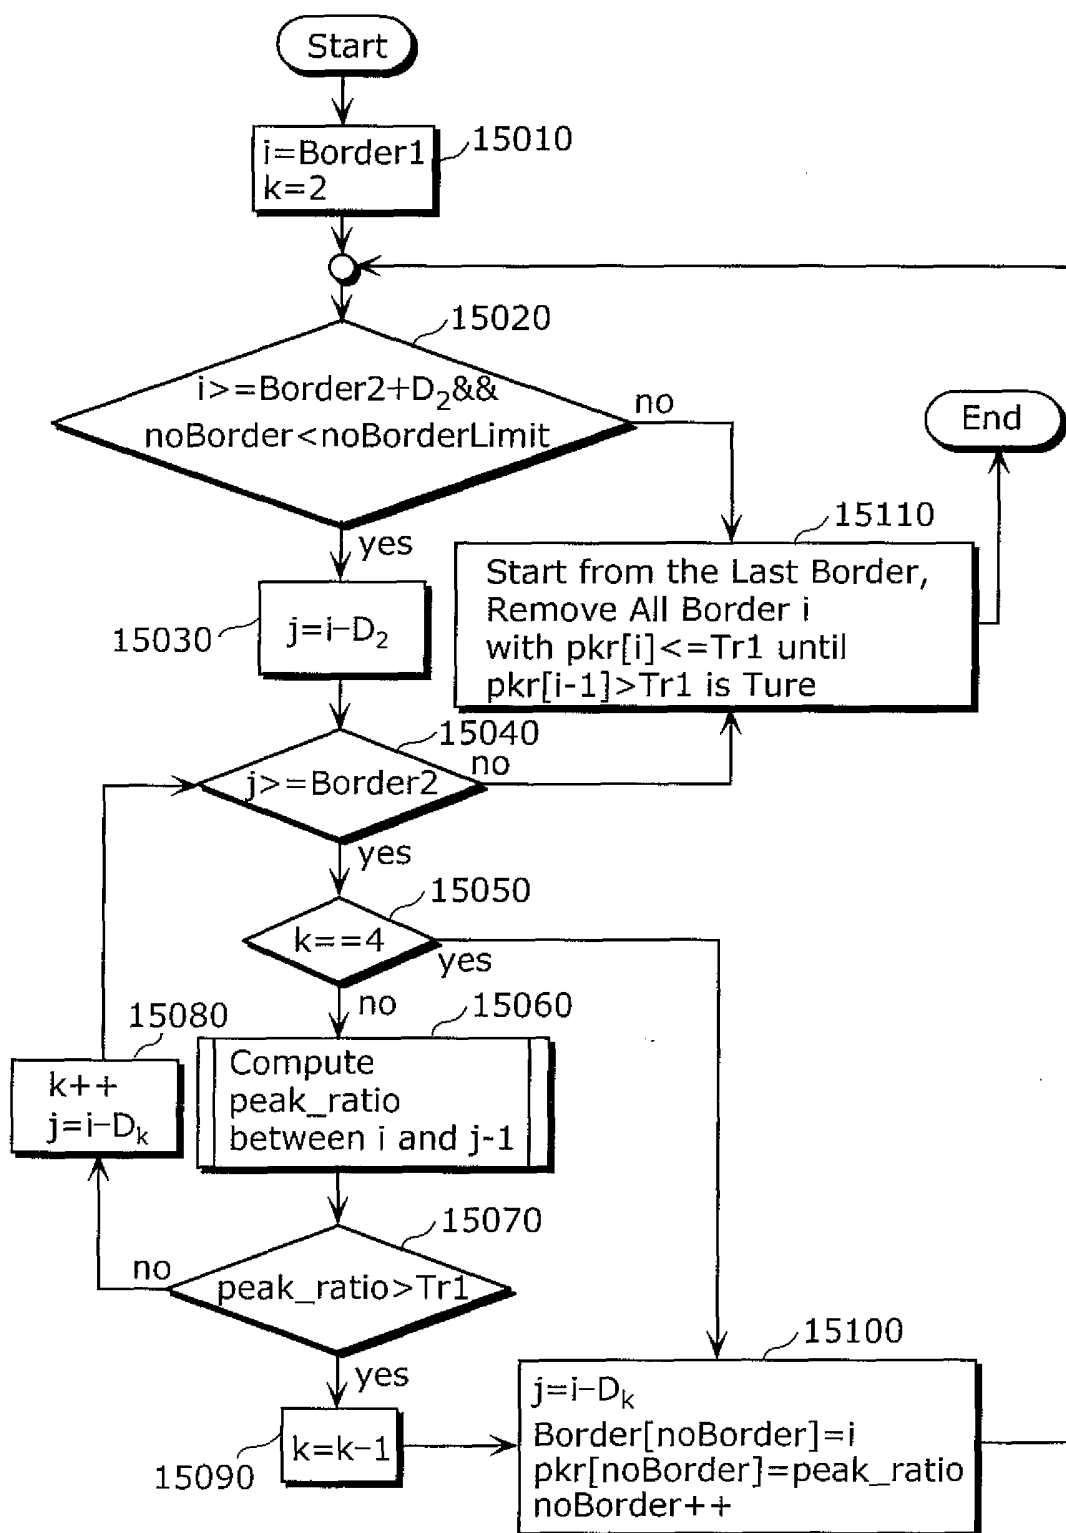 Start
15010
i=Border1
k=2
15020
i>=Border2+D₂&&
noBorder<noBorderLimit
no
End
yes
15110
Start from the Last Border,
Remove All Border i
with pkr[i]<=Tr1 until
pkr[i-1]>Tr1 is Ture
15030
j=i–D₂
15040
j>=Border2
no
yes
15050
k==4
yes
no
15080
k++
j=i–Dₖ
15060
Compute
peak_ratio
between i and j-1
15070
peak_ratio>Tr1
no
yes
15090
k=k-1
15100
j=i–Dₖ
Border[noBorder]=i
pkr[noBorder]=peak_ratio
noBorder++